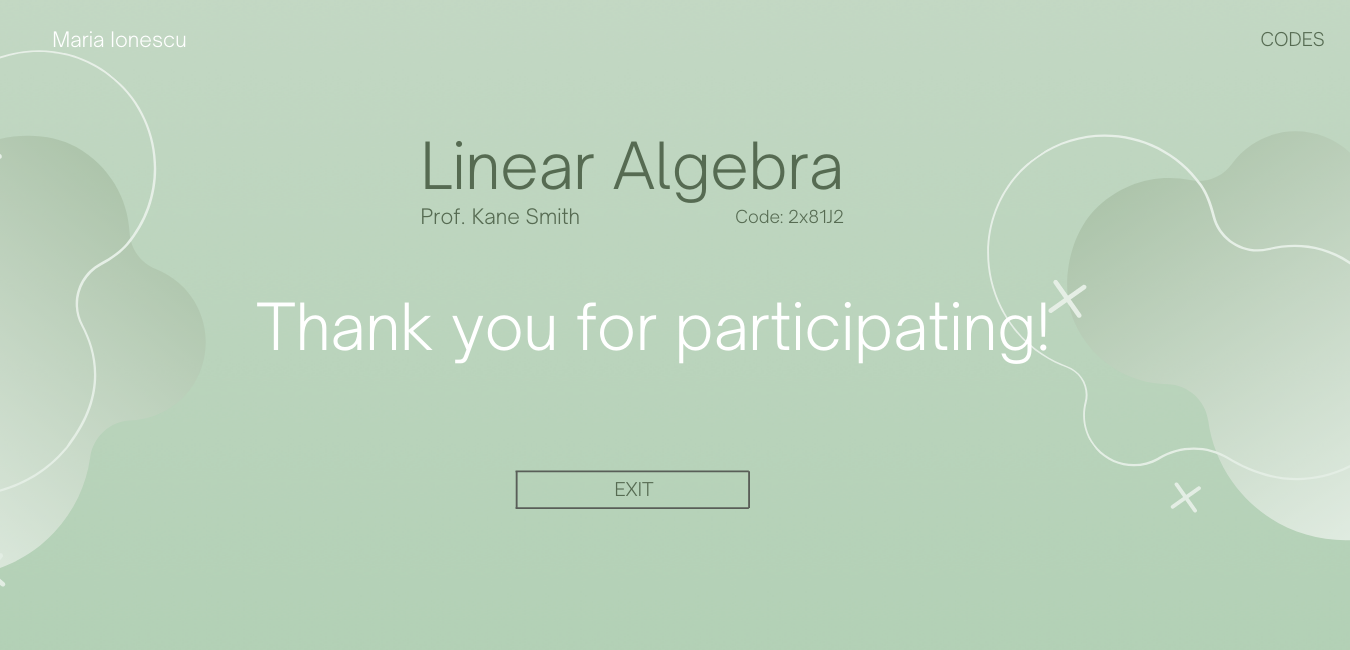 Maria Ionescu
CODES
Linear Algebra
Prof. Kane Smith
Code: 2x81J2
Thank you for participating!
EXIT